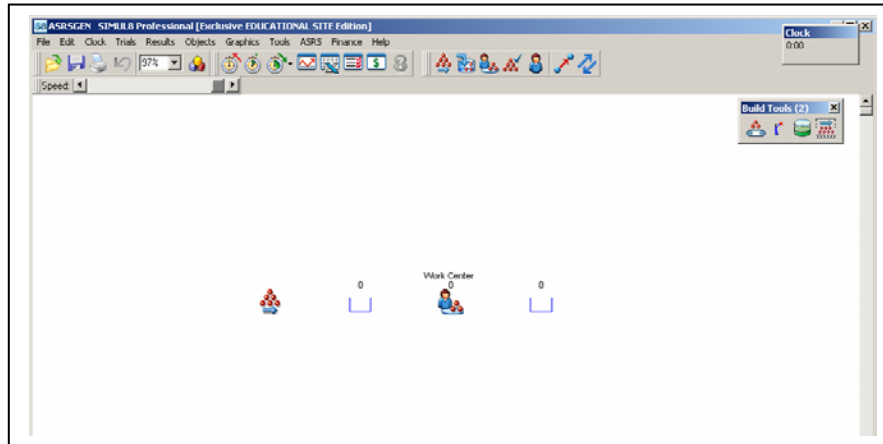 S8 ASRSGEN SIMUL8 Professional [Exclusive EDUCATIONAL SITE Edition]
File Edit Clock Trials Results Objects Graphics Tools ASRS Finance Help
Clock
0:00
97%
Speed:
Build Tools (2)
Work Center
0 0 0